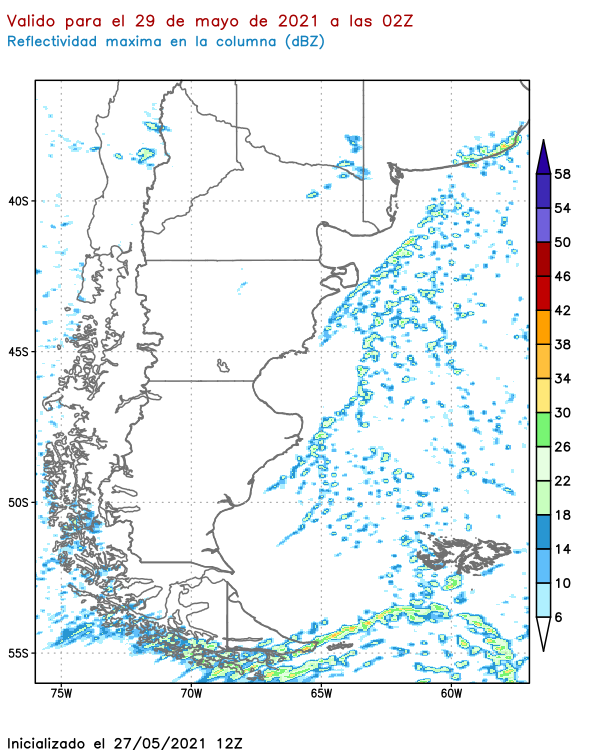 Valido para el 29 de mayo de 2021 a las 02Z
Reflectividad maxima en la columna (dBZ)
58
54
50
46
42
38
34
30
26
22
18
14
10
6
40S
45S
50S
55S
75W
70W
65W
60W
Inicializado el 27/05/2021 12Z